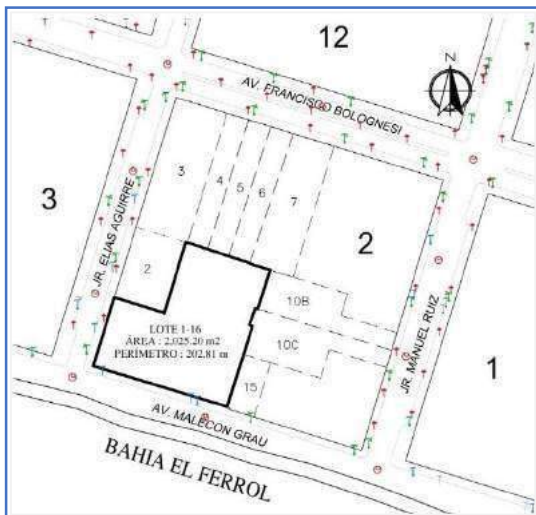 12
N
AV. FRANCISCO BOLOGNESI
3
4
5
6
7
3
JR. ELIAS AGUIRRE
2
2
10B
LOTE 1-16
ÁREA : 2,025.20 m2
PERÍMETRO : 202.81 m
10C
JR. MANUEL RUIZ
1
15
AV. MALECON GRAU
BAHIA EL FERROL